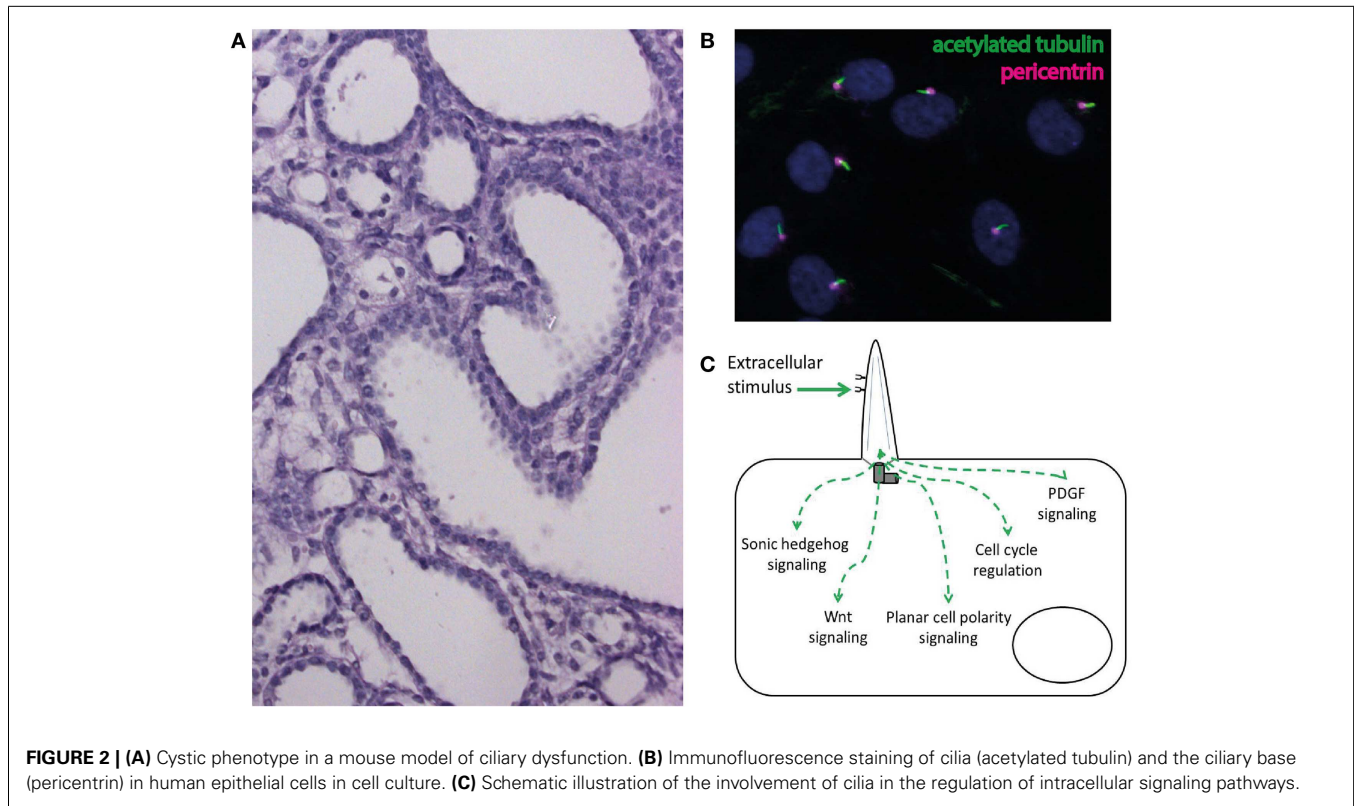 A
B
acetylated tubulin
pericentrin
C
Extracellular
stimulus
PDGF
signaling
Sonic hedgehog
signaling
Cell cycle
regulation
Wnt
signaling
Planar cell polarity
signaling
FIGURE 2 | (A) Cystic phenotype in a mouse model of ciliary dysfunction. (B) Immunofluorescence staining of cilia (acetylated tubulin) and the ciliary base
(pericentrin) in human epithelial cells in cell culture. (C) Schematic illustration of the involvement of cilia in the regulation of intracellular signaling pathways.